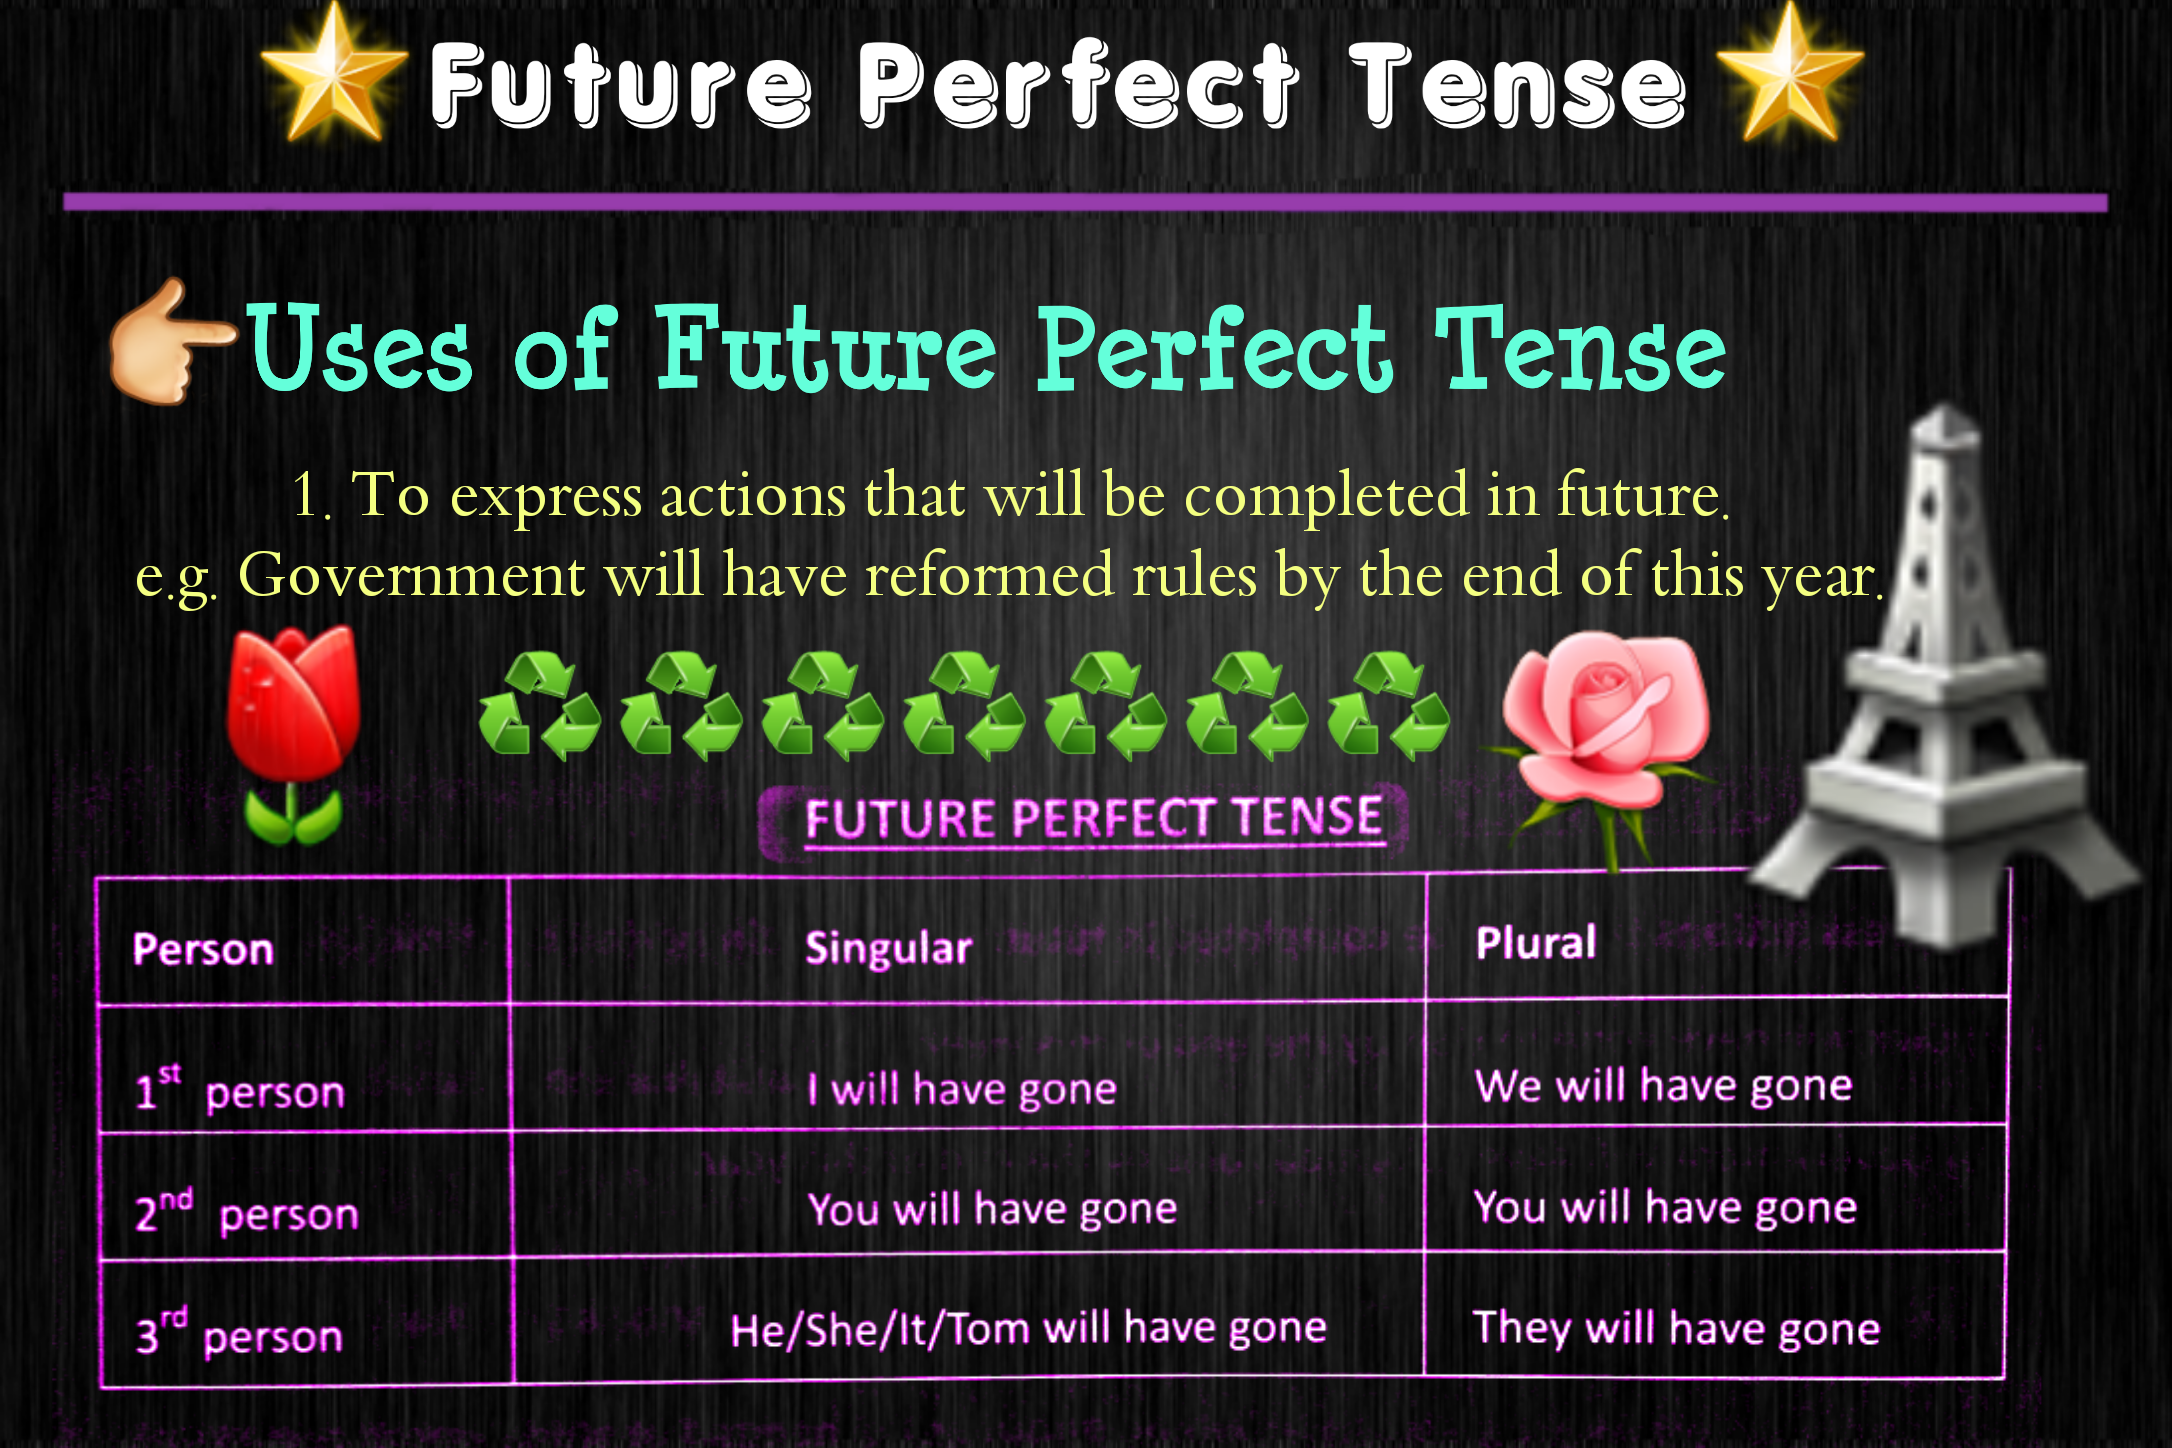 Future Perfect Tense
Uses of Future Perfect Tense
1. To express actions that will be completed in future.
e.g. Government will have reformed rules by the end of this year.
FUTURE PERFECT TENSE
Person Singular Plural
1st person I will have gone We will have gone
2nd person You will have gone You will have gone
3rd person He/She/It/Tom will have gone They will have gone